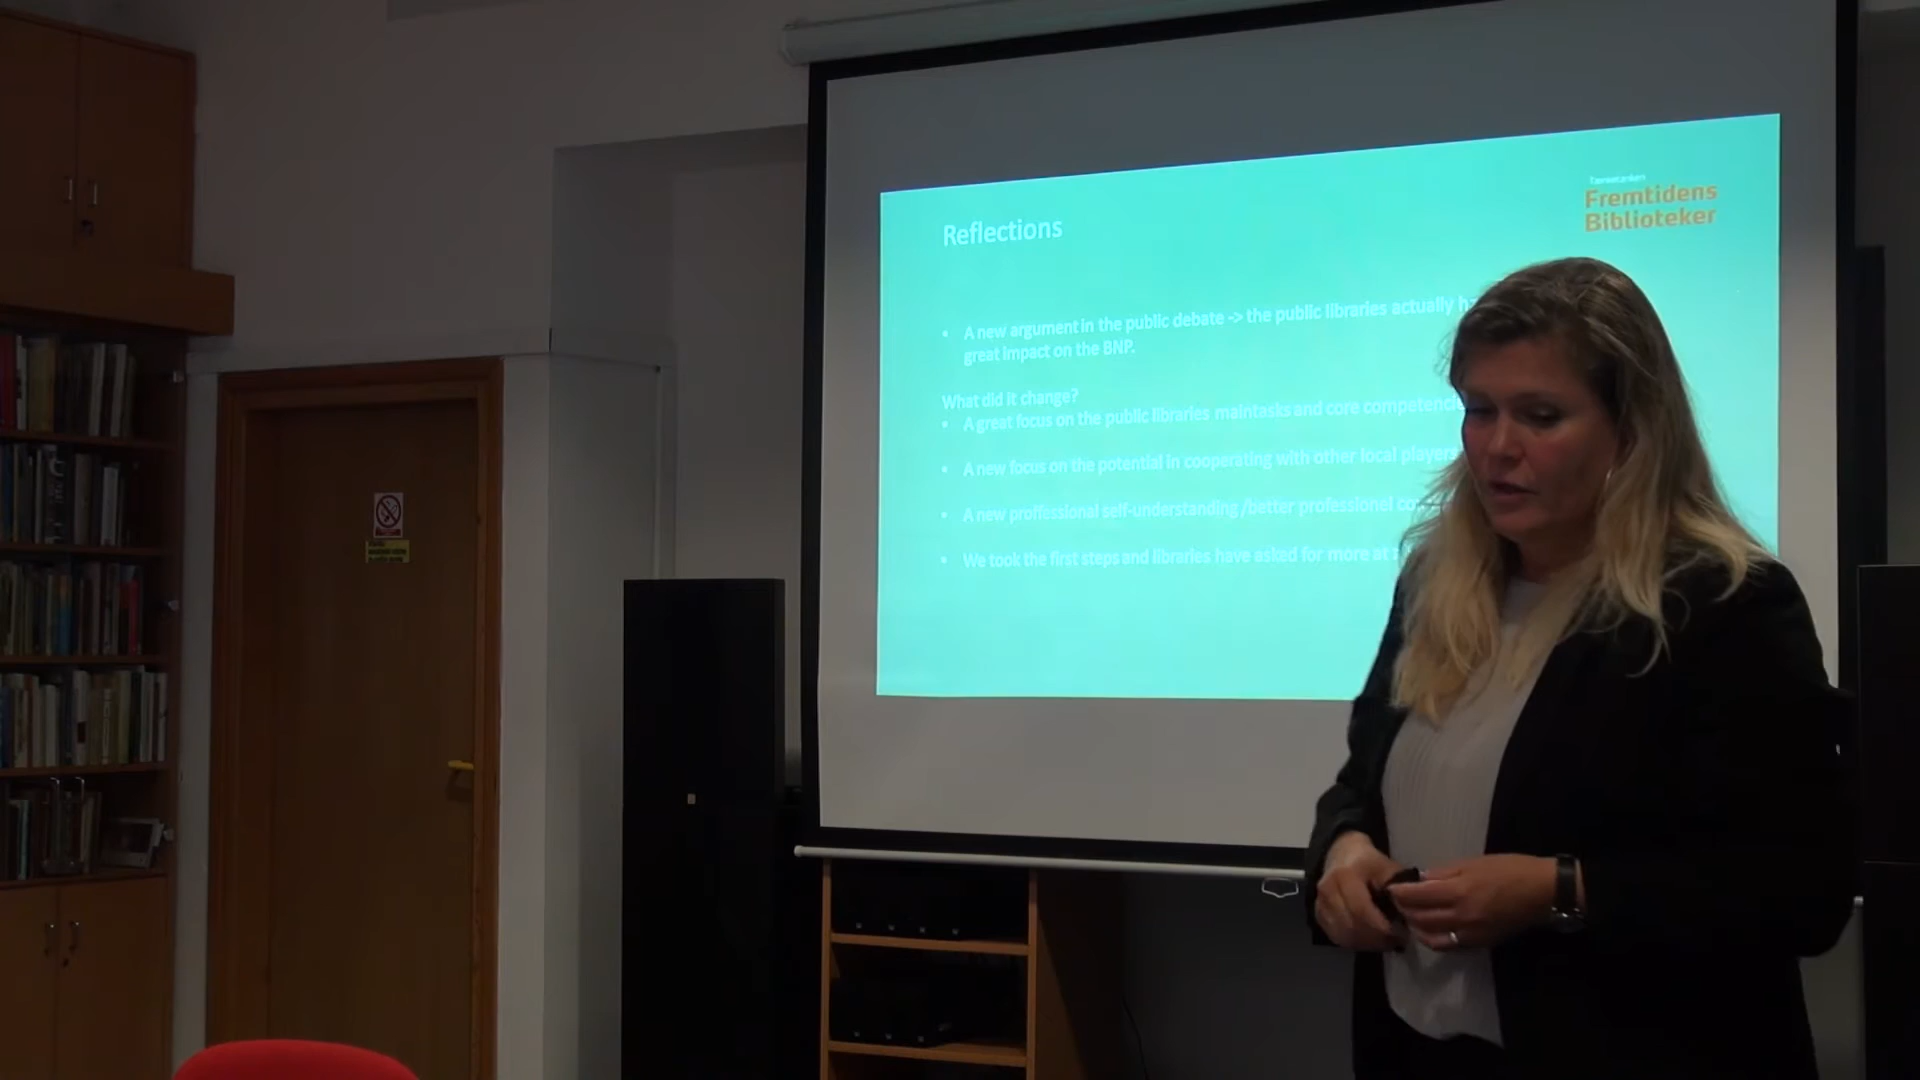 Tænketanken
Fremtidens
Biblioteker
Reflections
• A new argument in the public debate -> the public libraries actually
great impact on the BNP.
What did it change?
• A great focus on the public libraries maintasks and core
• A new focus on the potential in cooperating with other local players
• A new proffessional self-understanding /better professional
• We took the first steps and libraries have asked for more at